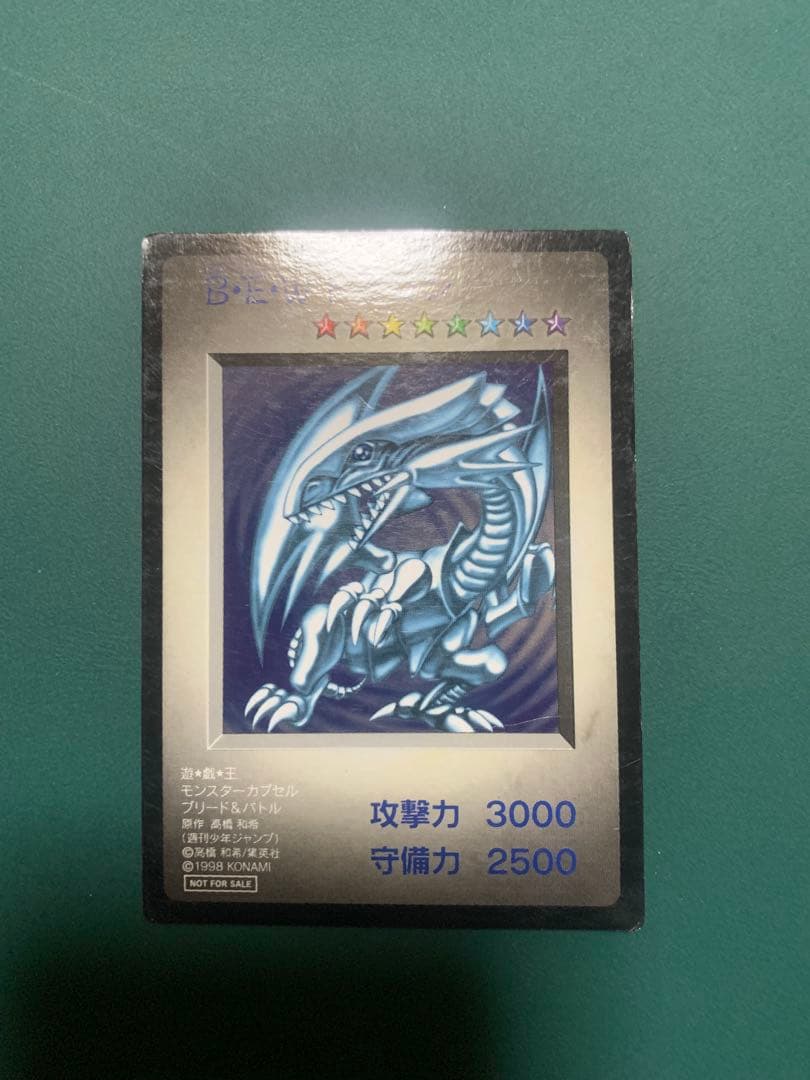 B・E・W
遊★戯★王
モンスターカプセル
ブリード&バトル
原作 高橋 和希
(週刊少年ジャンプ)
©高橋 和希/集英社
©1998 KONAMI
NOT FOR SALE
攻撃力 3000
守備力 2500